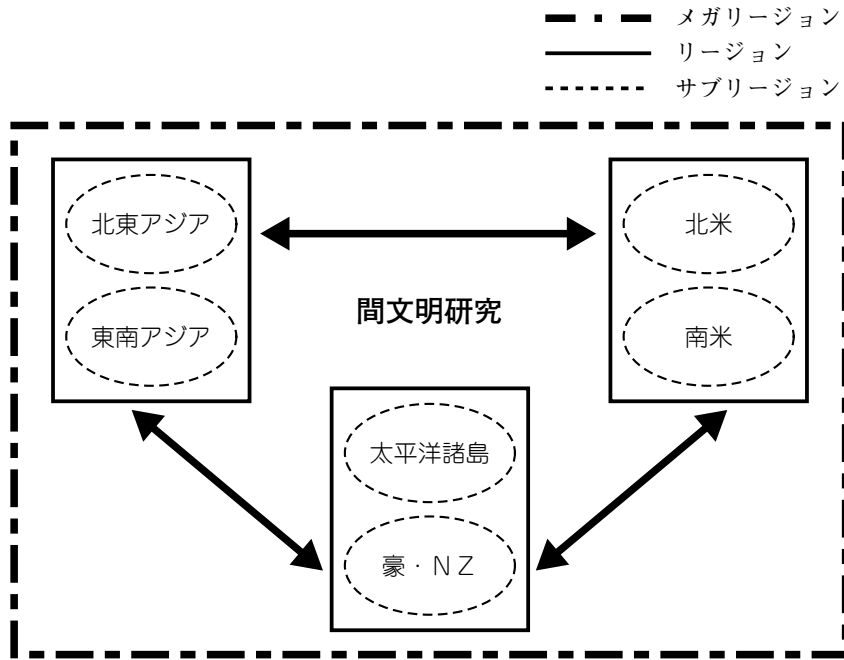 メガリージョン
リージョン
サブリージョン
北東アジア
東南アジア
北米
南米
間文明研究
太平洋諸島
豪・ＮＺ